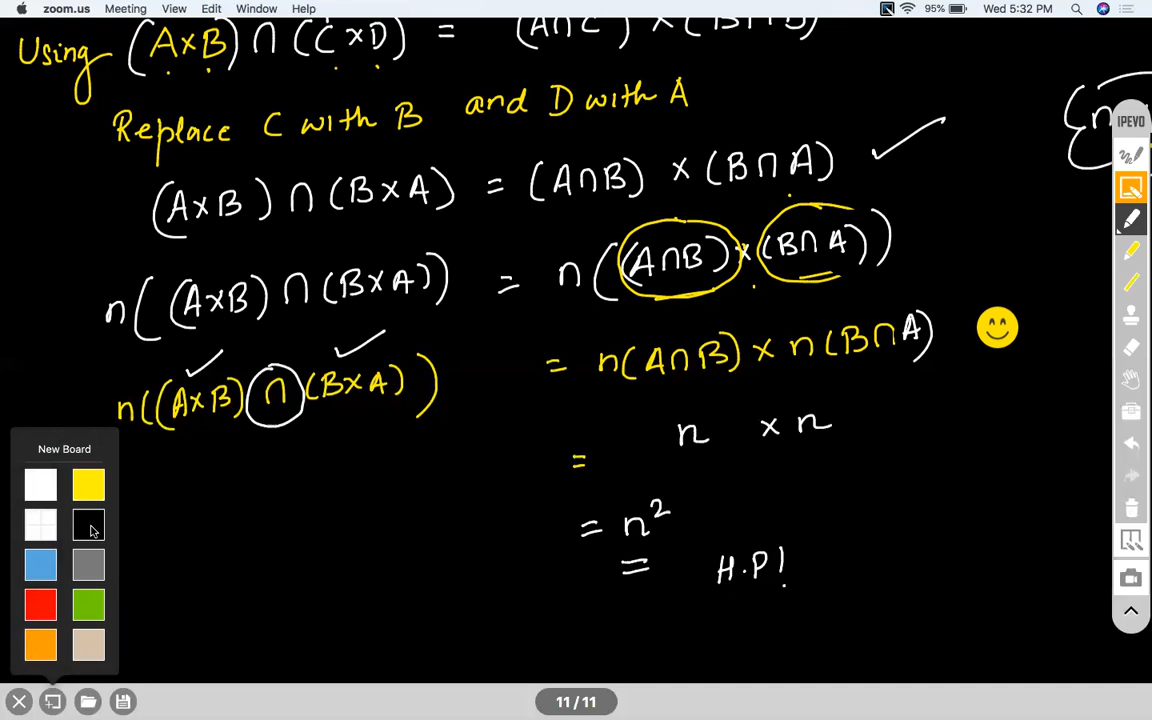 zoom.us Meeting View Edit Window Help 95% Wed 5:32 PM
Using (A×B) ∩ (C×D) = (A∩C) × (B∩D)
Replace C with B and D with A
(A×B) ∩ (B×A) = (A∩B) × (B∩A)
n((A×B) ∩ (B×A)) = n((A∩B)×(B∩A))
= n(A∩B) × n(B∩A)
n((A×B) ∩ (B×A))
= n × n
= n²
= H.P!
IPEVO
New Board
11/11